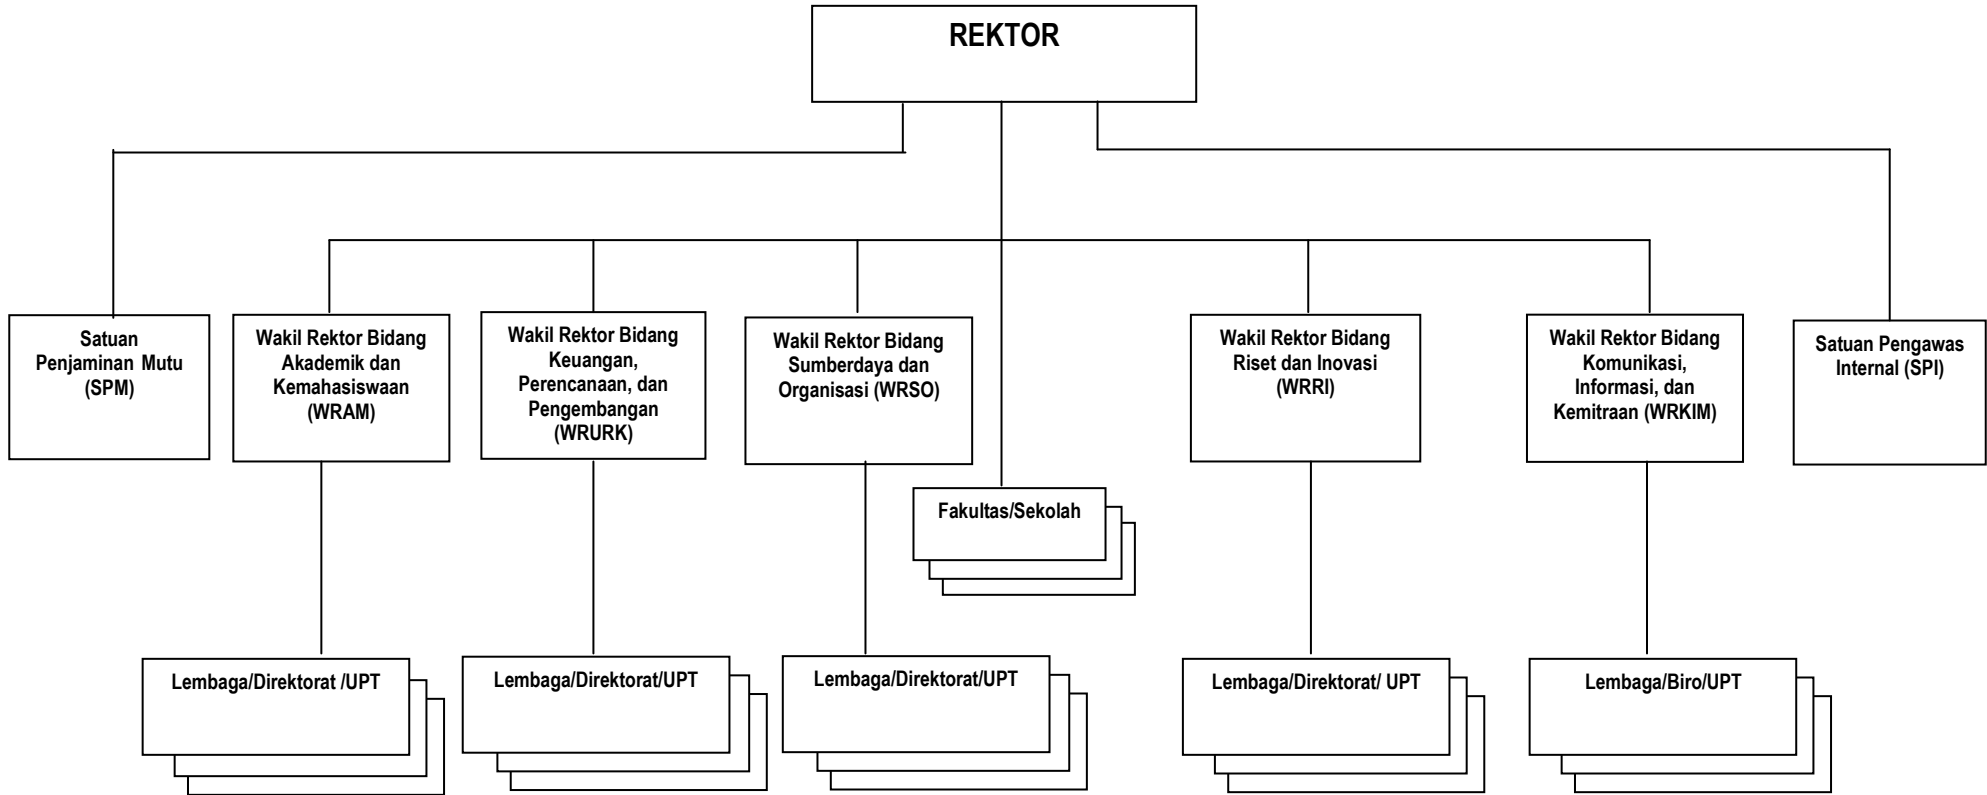 REKTOR
Satuan
Penjaminan Mutu
(SPM)
Wakil Rektor Bidang
Akademik dan
Kemahasiswaan
(WRAM)
Wakil Rektor Bidang
Keuangan,
Perencanaan, dan
Pengembangan
(WRURK)
Wakil Rektor Bidang
Sumberdaya dan
Organisasi (WRSO)
Wakil Rektor Bidang
Riset dan Inovasi
(WRRI)
Wakil Rektor Bidang
Komunikasi,
Informasi, dan
Kemitraan (WRKIM)
Satuan Pengawas
Internal (SPI)
Fakultas/Sekolah
Lembaga/Direktorat /UPT
Lembaga/Direktorat/UPT
Lembaga/Direktorat/UPT
Lembaga/Direktorat/ UPT
Lembaga/Biro/UPT